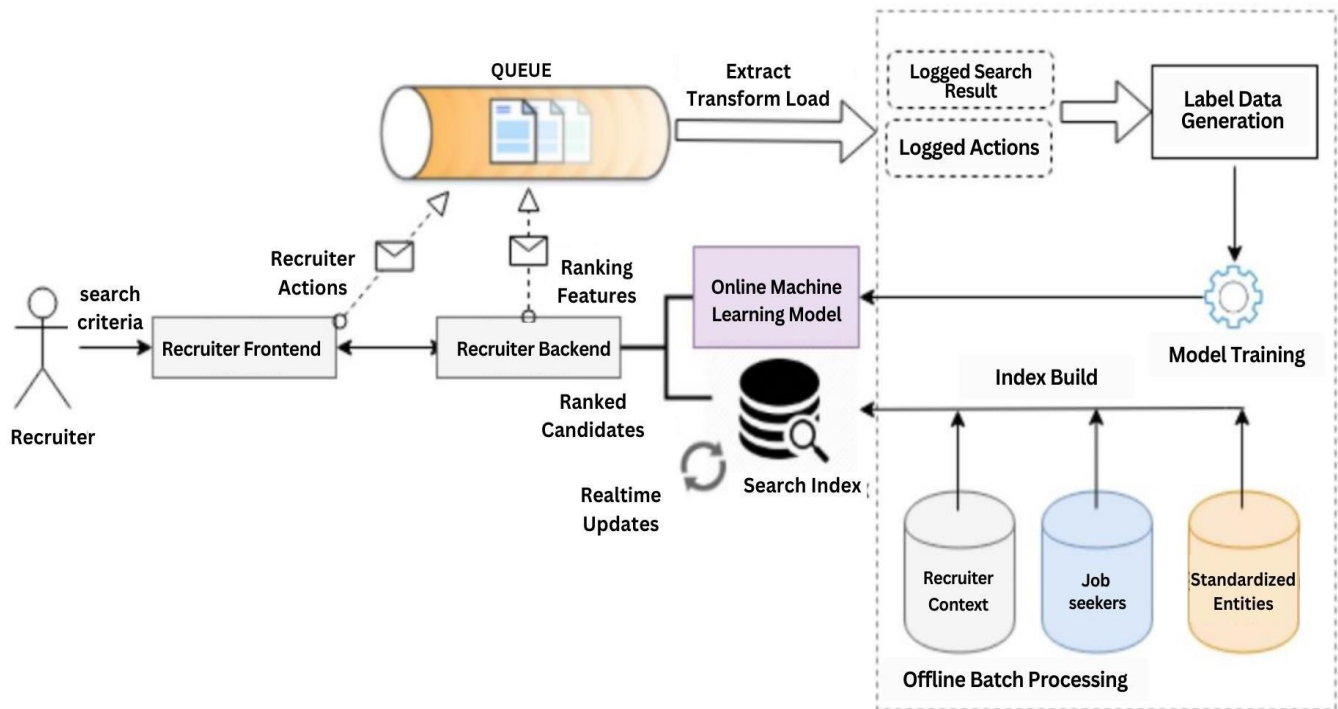 QUEUE
Extract
Transform Load
Logged Search
Result
Logged Actions
Label Data
Generation
Recruiter
Actions
Ranking
Features
search
criteria
Recruiter Frontend
Recruiter Backend
Online Machine
Learning Model
Model Training
Index Build
Recruiter
Ranked
Candidates
Realtime
Updates
Search Index
Recruiter
Context
Job
seekers
Standardized
Entities
Offline Batch Processing